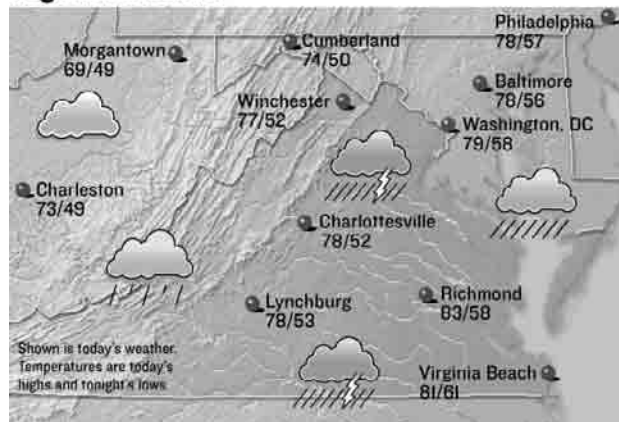 Philadelphia
78/57
Morgantown
69/49
Cumberland
74/50
Baltimore
78/56
Winchester
77/52
Washington, DC
79/58
Charleston
73/49
Charlottesville
78/52
Lynchburg
78/53
Richmond
83/58
Shown is today's weather.
Temperatures are today's
highs and tonight's lows.
Virginia Beach
81/61